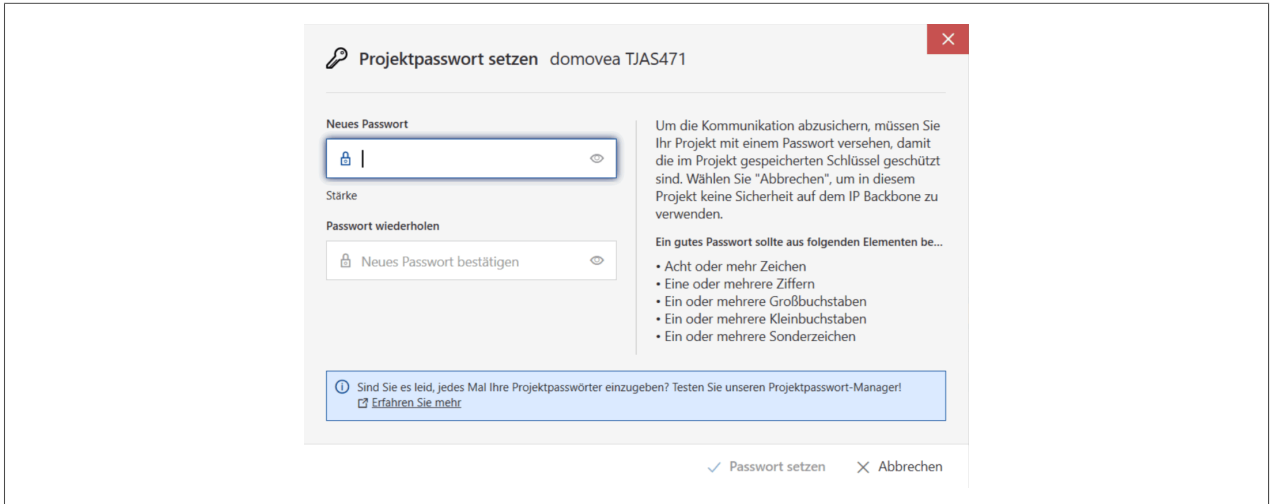 Projektpasswort setzen domovea TJAS471
Neues Passwort
Stärke
Passwort wiederholen
Neues Passwort bestätigen
Um die Kommunikation abzusichern, müssen Sie
Ihr Projekt mit einem Passwort versehen, damit
die im Projekt gespeicherten Schlüssel geschützt
sind. Wählen Sie "Abbrechen", um in diesem
Projekt keine Sicherheit auf dem IP Backbone zu
verwenden.
Ein gutes Passwort sollte aus folgenden Elementen be...
• Acht oder mehr Zeichen
• Eine oder mehrere Ziffern
• Ein oder mehrere Großbuchstaben
• Ein oder mehrere Kleinbuchstaben
• Ein oder mehrere Sonderzeichen
Sind Sie es leid, jedes Mal Ihre Projektpasswörter einzugeben? Testen Sie unseren Projektpasswort-Manager!
Erfahren Sie mehr
Passwort setzen Abbrechen